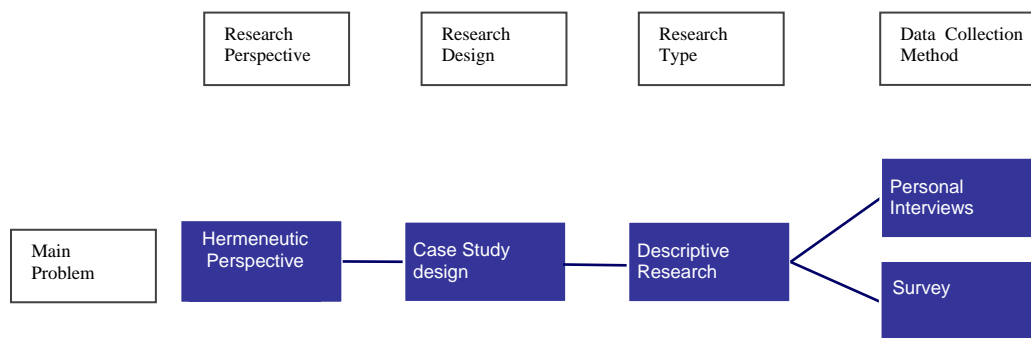 Research
Perspective
Research
Design
Research
Type
Data Collection
Method
Main
Problem
Hermeneutic
Perspective
Case Study
design
Descriptive
Research
Personal
Interviews
Survey